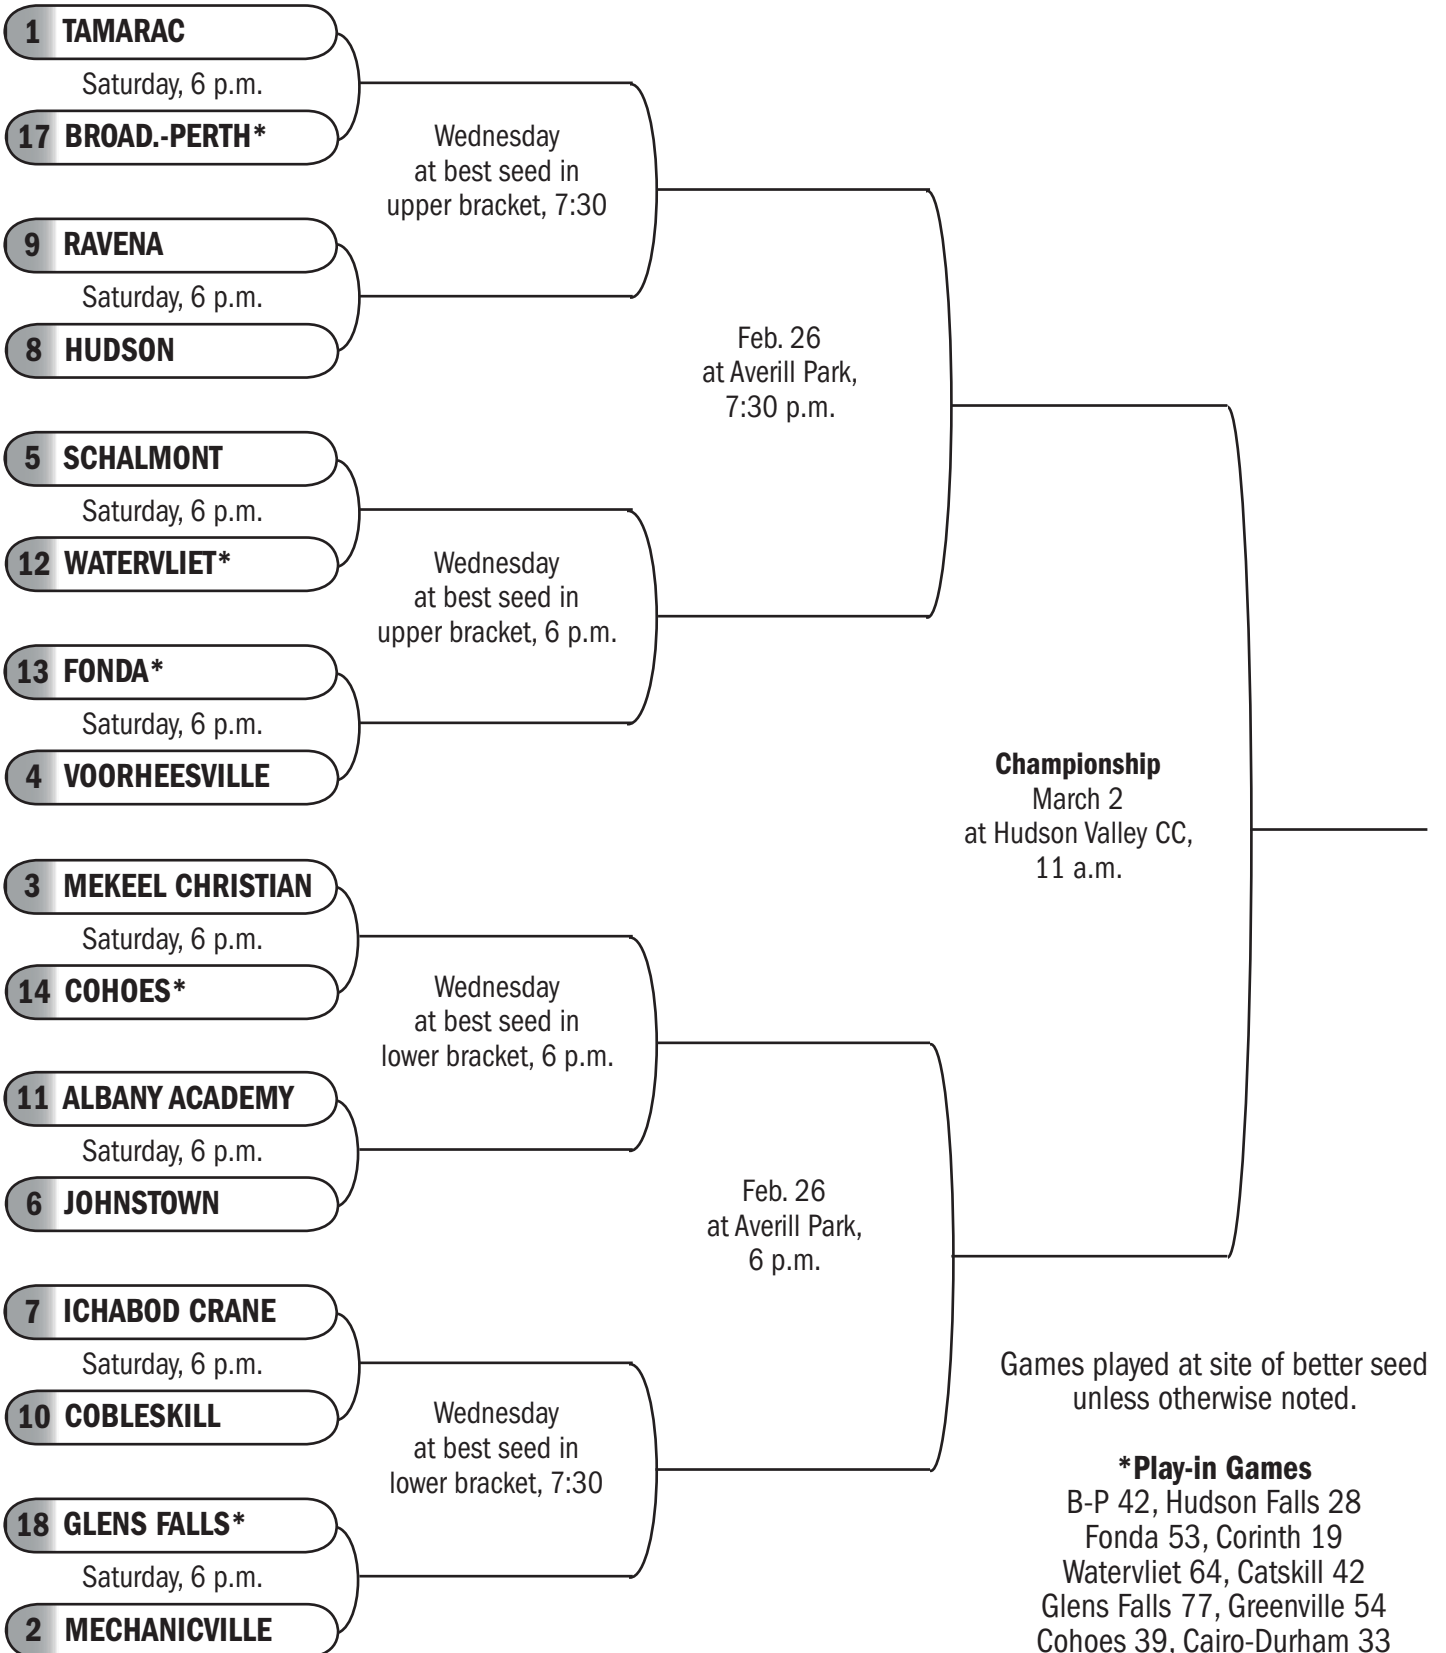 1 TAMARAC
Saturday, 6 p.m.
17 BROAD.-PERTH*
Wednesday
at best seed in
upper bracket, 7:30
9 RAVENA
Saturday, 6 p.m.
8 HUDSON
Feb. 26
at Averill Park,
7:30 p.m.
5 SCHALMONT
Saturday, 6 p.m.
12 WATERVLIET*
Wednesday
at best seed in
upper bracket, 6 p.m.
13 FONDA*
Saturday, 6 p.m.
4 VOORHEESVILLE
Championship
March 2
at Hudson Valley CC,
11 a.m.
3 MEKEEL CHRISTIAN
Saturday, 6 p.m.
14 COHOES*
Wednesday
at best seed in
lower bracket, 6 p.m.
11 ALBANY ACADEMY
Saturday, 6 p.m.
6 JOHNSTOWN
Feb. 26
at Averill Park,
6 p.m.
7 ICHABOD CRANE
Saturday, 6 p.m.
10 COBLESKILL
Wednesday
at best seed in
lower bracket, 7:30
18 GLENS FALLS*
Saturday, 6 p.m.
2 MECHANICVILLE
Games played at site of better seed
unless otherwise noted.
*Play-in Games
B-P 42, Hudson Falls 28
Fonda 53, Corinth 19
Watervliet 64, Catskill 42
Glens Falls 77, Greenville 54
Cohoes 39, Cairo-Durham 33